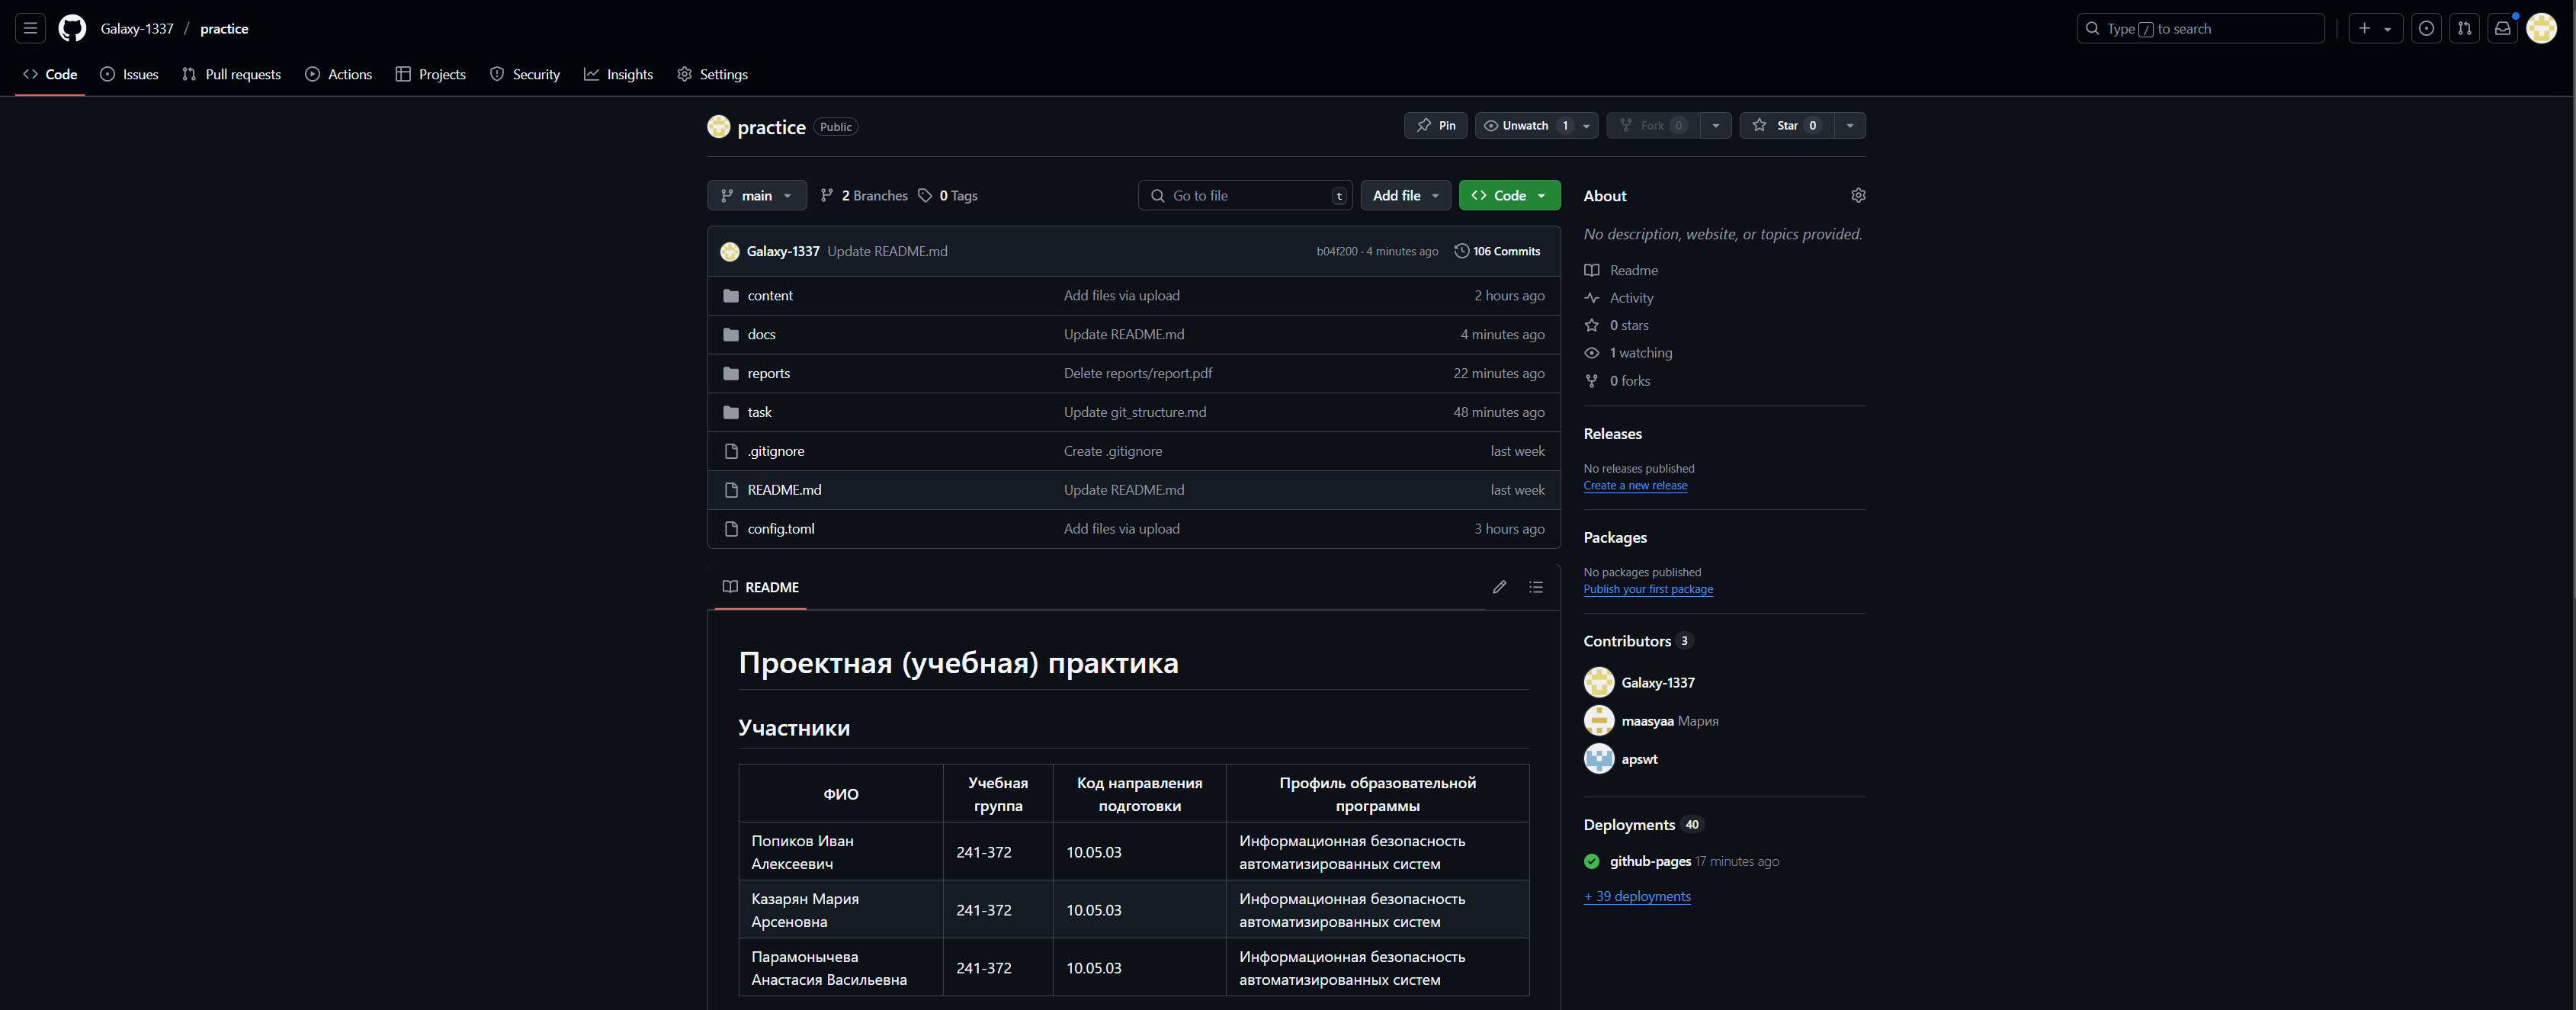 Galaxy-1337 / practice
Type / to search
Code Issues Pull requests Actions Projects Security Insights Settings
practice Public
Pin Unwatch 1 Fork 0 Star 0
main 2 Branches 0 Tags
Go to file t Add file Code
Galaxy-1337 Update README.md b04f200 · 4 minutes ago 106 Commits
content Add files via upload 2 hours ago
docs Update README.md 4 minutes ago
reports Delete reports/report.pdf 22 minutes ago
task Update git_structure.md 48 minutes ago
.gitignore Create .gitignore last week
README.md Update README.md last week
config.toml Add files via upload 3 hours ago
README
Проектная (учебная) практика
Участники
ФИО
Учебная
группа
Код направления
подготовки
Профиль образовательной
программы
Попиков Иван
Алексеевич
241-372
10.05.03
Информационная безопасность
автоматизированных систем
Казарян Мария
Арсеновна
241-372
10.05.03
Информационная безопасность
автоматизированных систем
Парамонычева
Анастасия Васильевна
241-372
10.05.03
Информационная безопасность
автоматизированных систем
About
No description, website, or topics provided.
Readme
Activity
0 stars
1 watching
0 forks
Releases
No releases published
Create a new release
Packages
No packages published
Publish your first package
Contributors 3
Galaxy-1337
maasyaa Мария
apswt
Deployments 40
github-pages 17 minutes ago
+ 39 deployments